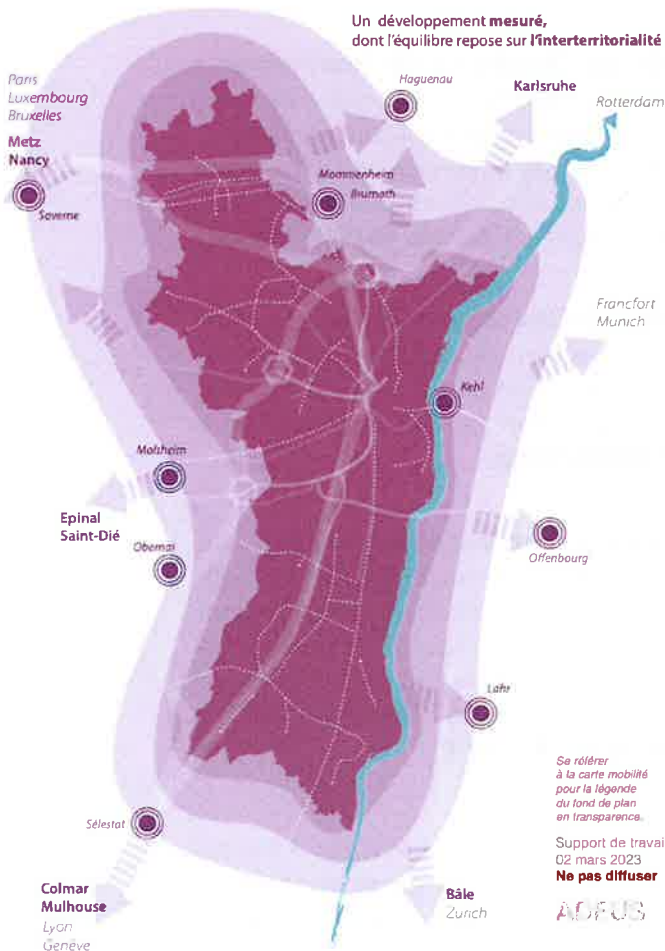 Un développement mesuré,
dont l'équilibre repose sur l'interterritorialité
Paris
Luxembourg
Bruxelles
Metz
Nancy
Saverne
Haguenau
Karlsruhe
Rotterdam
Mommenheim
Brumath
Francfort
Munich
Kehl
Molsheim
Epinal
Saint-Dié
Obernai
Offenbourg
Lahr
Sélestat
Colmar
Mulhouse
Lyon
Genève
Bâle
Zurich
Se référer
à la carte mobilité
pour la légende
du fond de plan
en transparence.
Support de travai
02 mars 2023
Ne pas diffuser
ADEUS